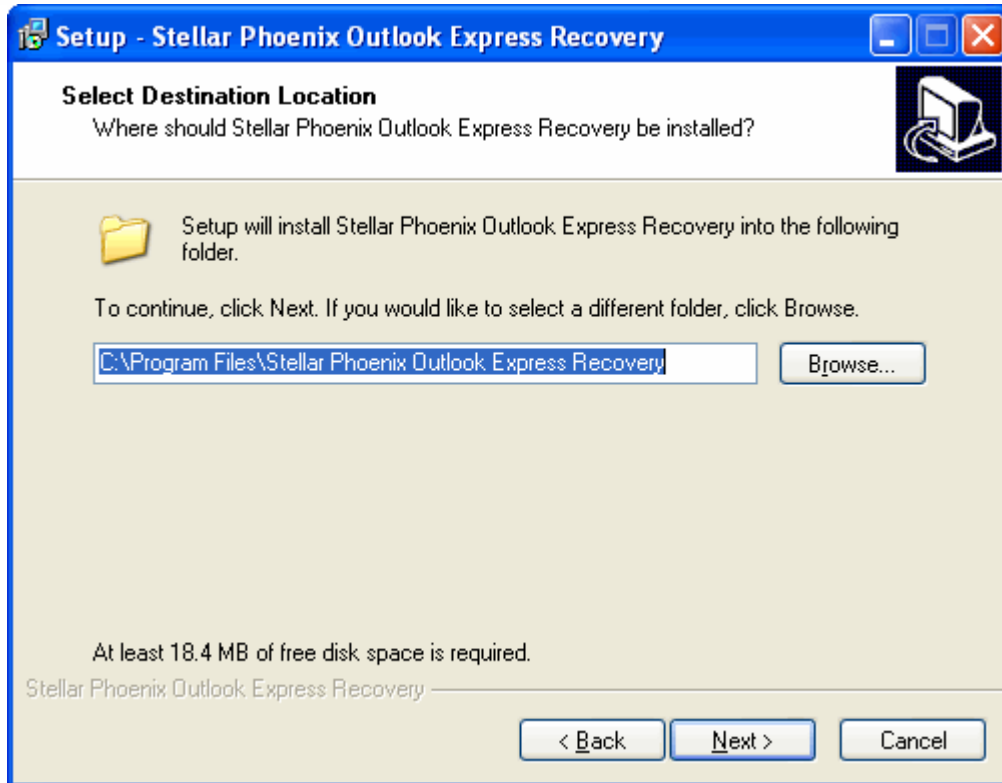 Setup - Stellar Phoenix Outlook Express Recovery
Select Destination Location
Where should Stellar Phoenix Outlook Express Recovery be installed?
Setup will install Stellar Phoenix Outlook Express Recovery into the following
folder.
To continue, click Next. If you would like to select a different folder, click Browse.
C:\Program Files\Stellar Phoenix Outlook Express Recovery
Browse...
At least 18.4 MB of free disk space is required.
Stellar Phoenix Outlook Express Recovery
< Back
Next >
Cancel